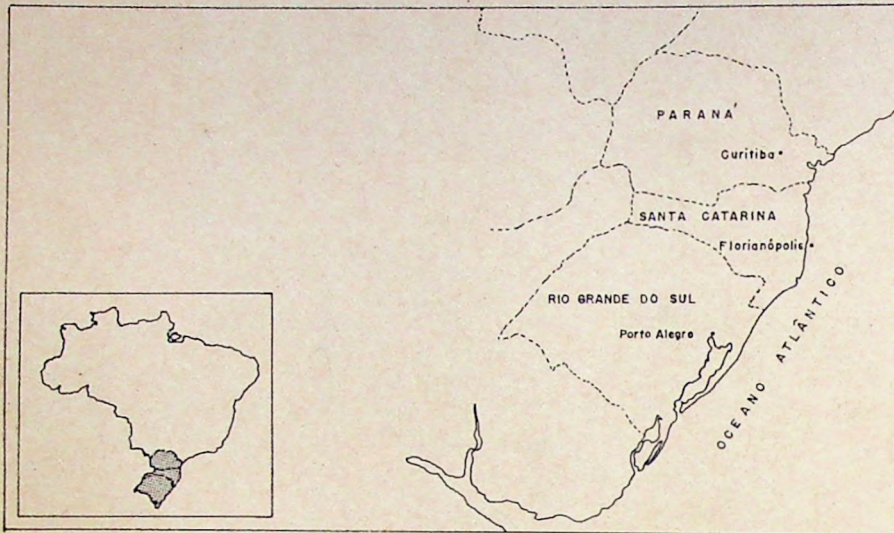 PARANÁ
Curitiba
SANTA CATARINA
Florianópolis
RIO GRANDE DO SUL
Porto Alegre
OCEANO ATLÂNTICO